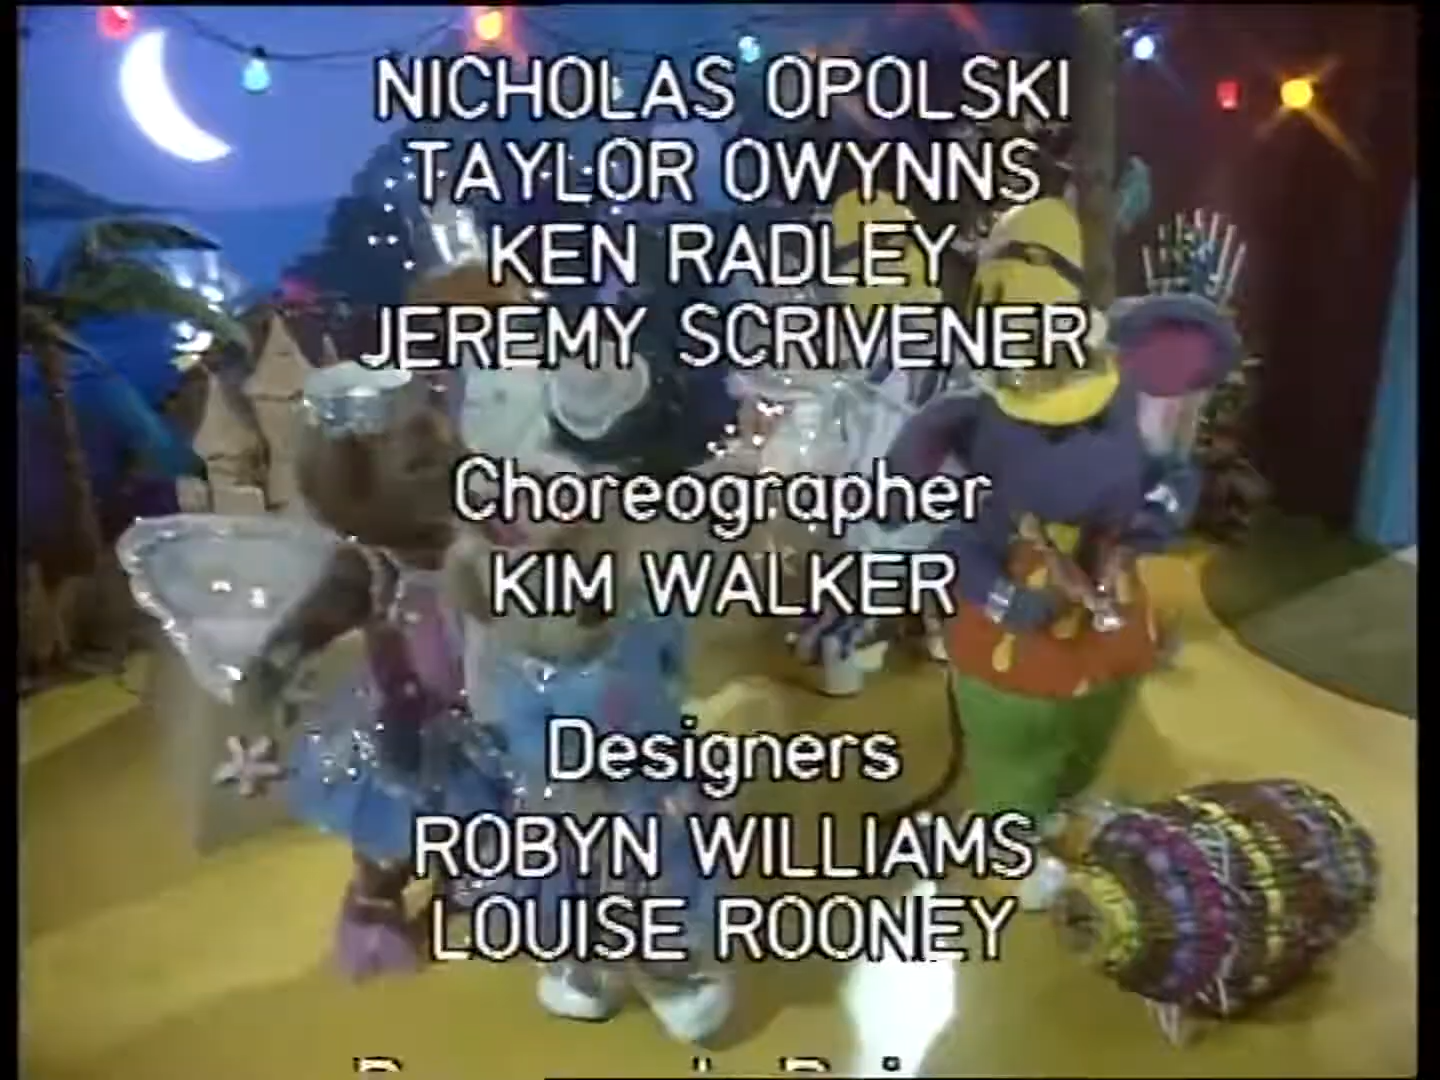 NICHOLAS OPOLSKI
TAYLOR OWYNNS
KEN RADLEY
JEREMY SCRIVENER
Choreographer
KIM WALKER
Designers
ROBYN WILLIAMS
LOUISE ROONEY